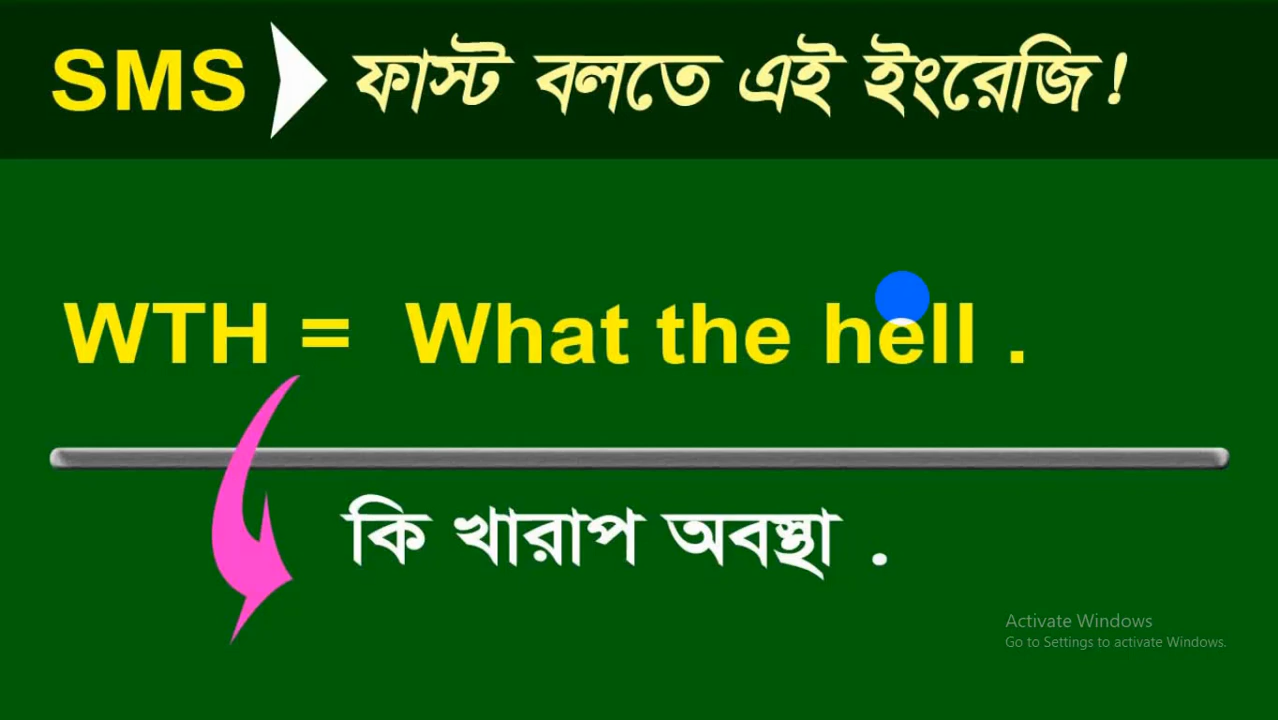 SMS ফাস্ট বলতে এই ইংরেজি!
WTH = What the hell .
কি খারাপ অবস্থা .
Activate Windows
Go to Settings to activate Windows.